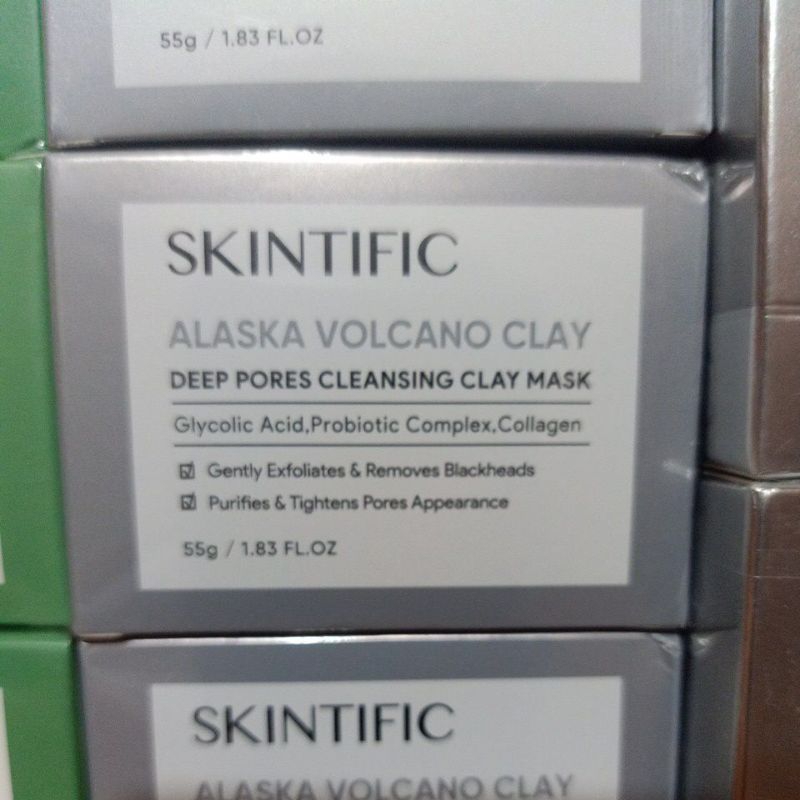 55g / 1.83 FL.OZ
SKINTIFIC
ALASKA VOLCANO CLAY
DEEP PORES CLEANSING CLAY MASK
Glycolic Acid,Probiotic Complex,Collagen
Gently Exfoliates & Removes Blackheads
Purifies & Tightens Pores Appearance
55g / 1.83 FL.OZ
SKINTIFIC
ALASKA VOLCANO CLAY